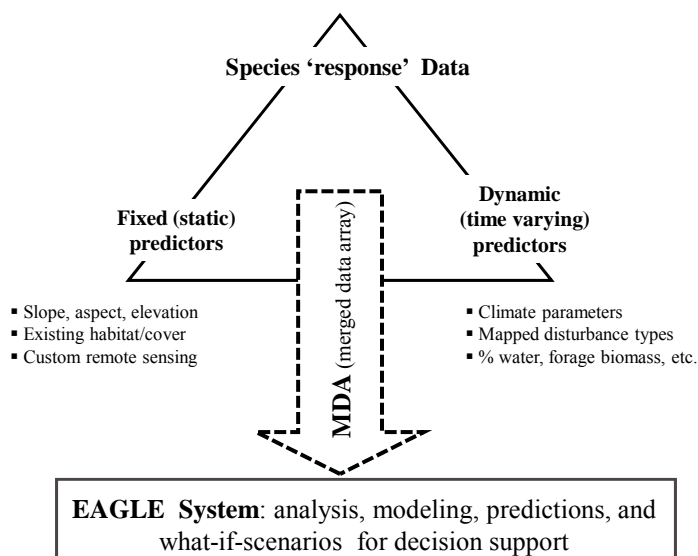 Species ‘response’ Data
Fixed (static)
predictors
Dynamic
(time varying)
predictors
▪ Slope, aspect, elevation
▪ Existing habitat/cover
▪ Custom remote sensing
MDA (merged data array)
▪ Climate parameters
▪ Mapped disturbance types
▪ % water, forage biomass, etc.
EAGLE System: analysis, modeling, predictions, and
what-if-scenarios for decision support